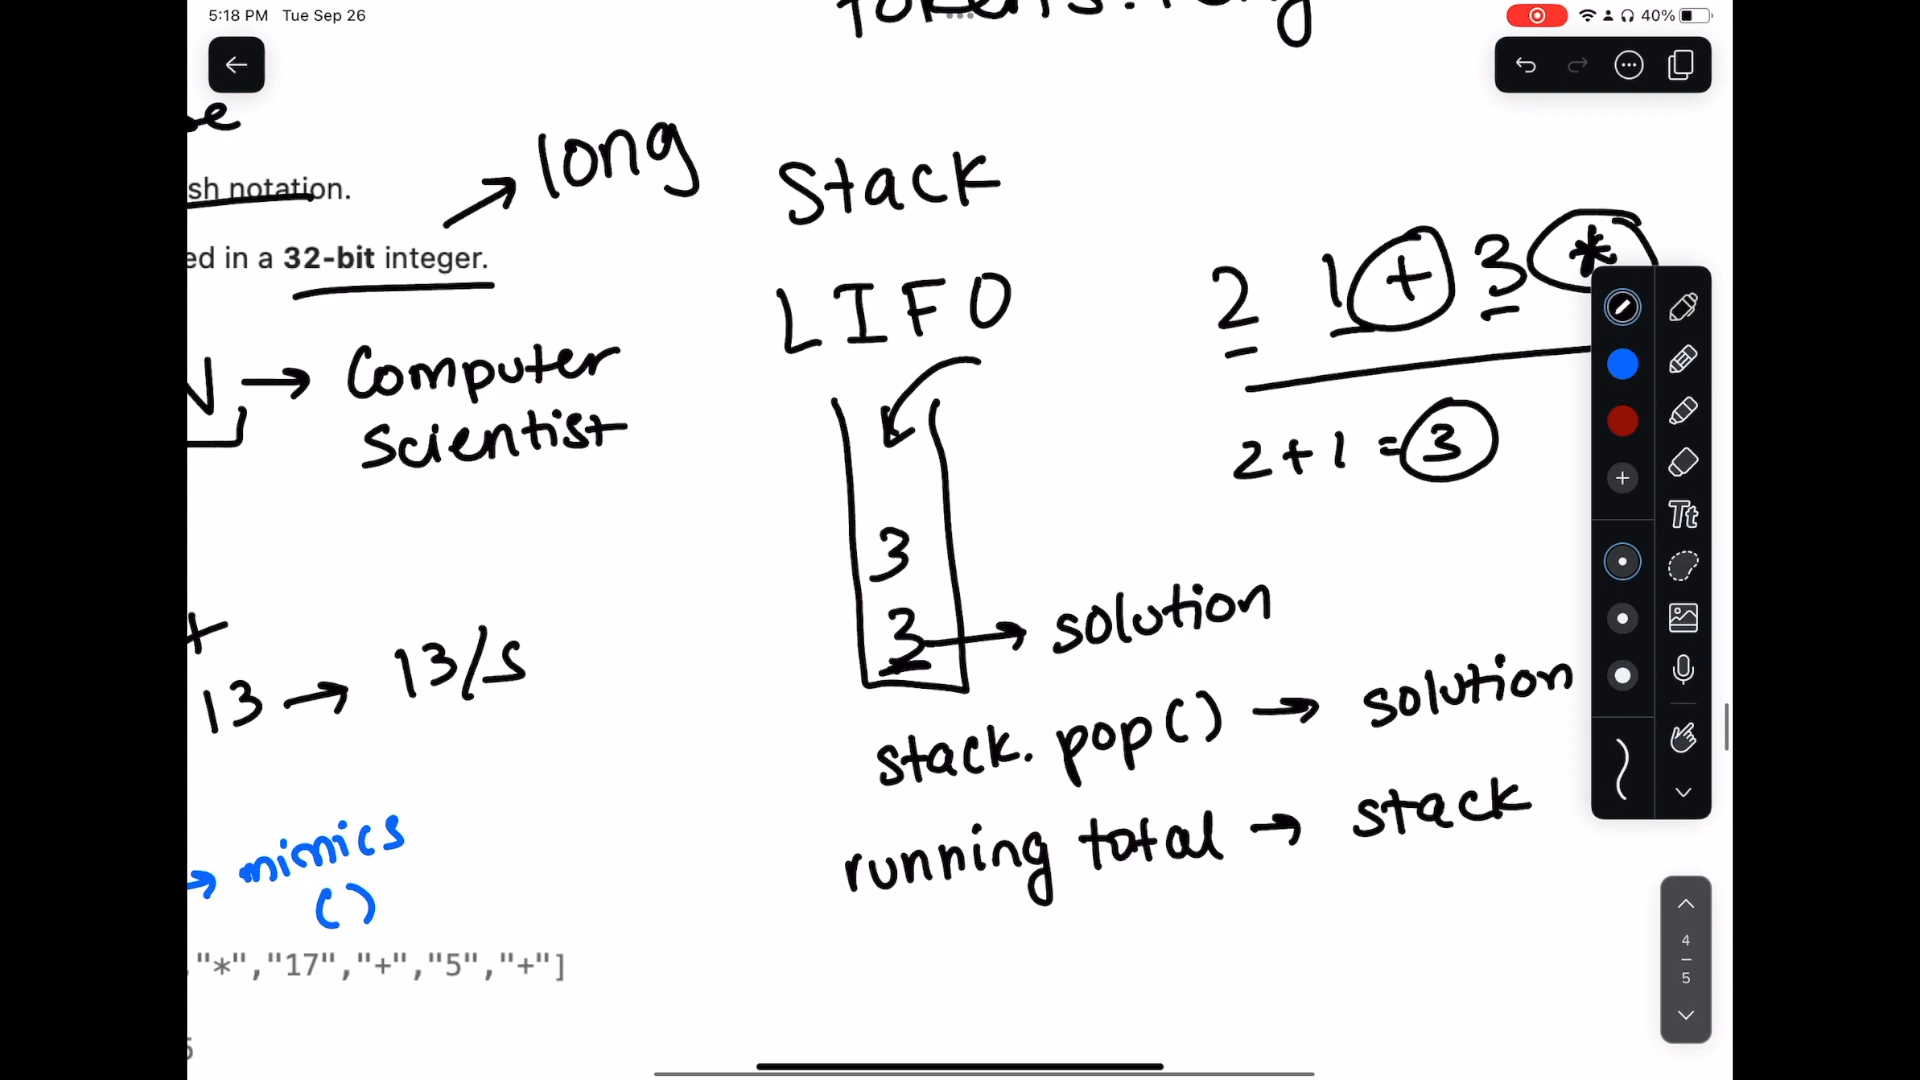 5:18 PM Tue Sep 26
40%
sh notation.
long
ed in a 32-bit integer.
Computer
scientist
13 → 13/5
→ mimics
()
"*","17","+","5","+"]
Stack
LIFO
3
3 → solution
stack.pop() → solution
running total → stack
2 1 + 3 *
2+1 = 3
Tt
4
5